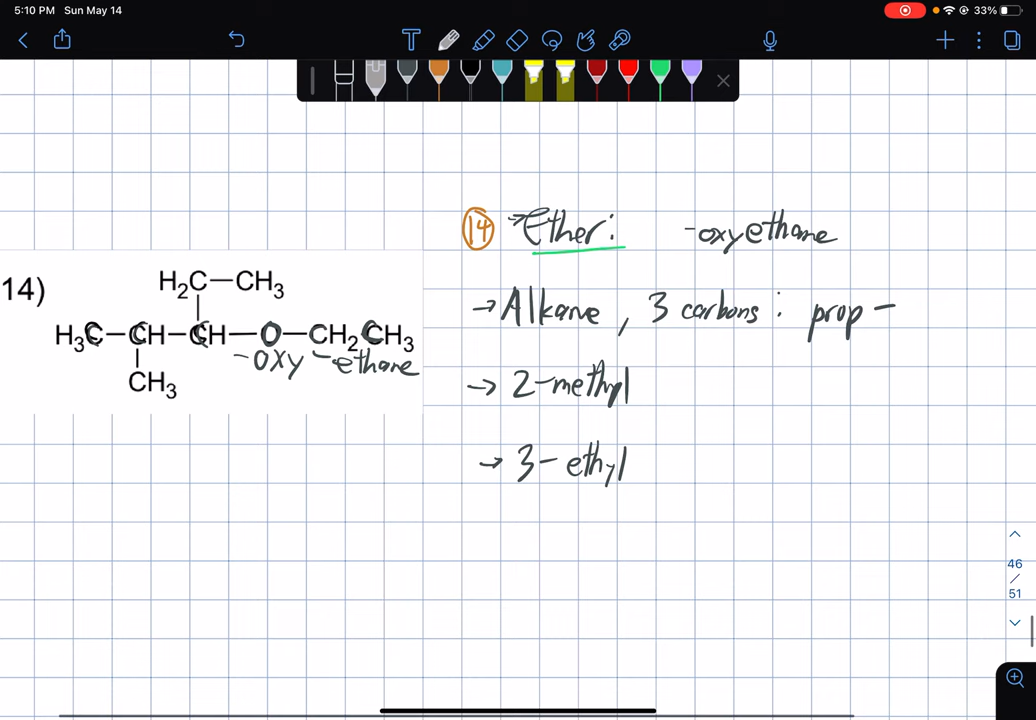 5:10 PM Sun May 14
33%
14 Ether: -oxyethane
14)
H₂C—CH₃
→ Alkane, 3 carbons: prop-
H₃C—CH—CH—O—CH₂CH₃
-oxy -ethane
CH₃
→ 2-methyl
→ 3-ethyl
46
/
51